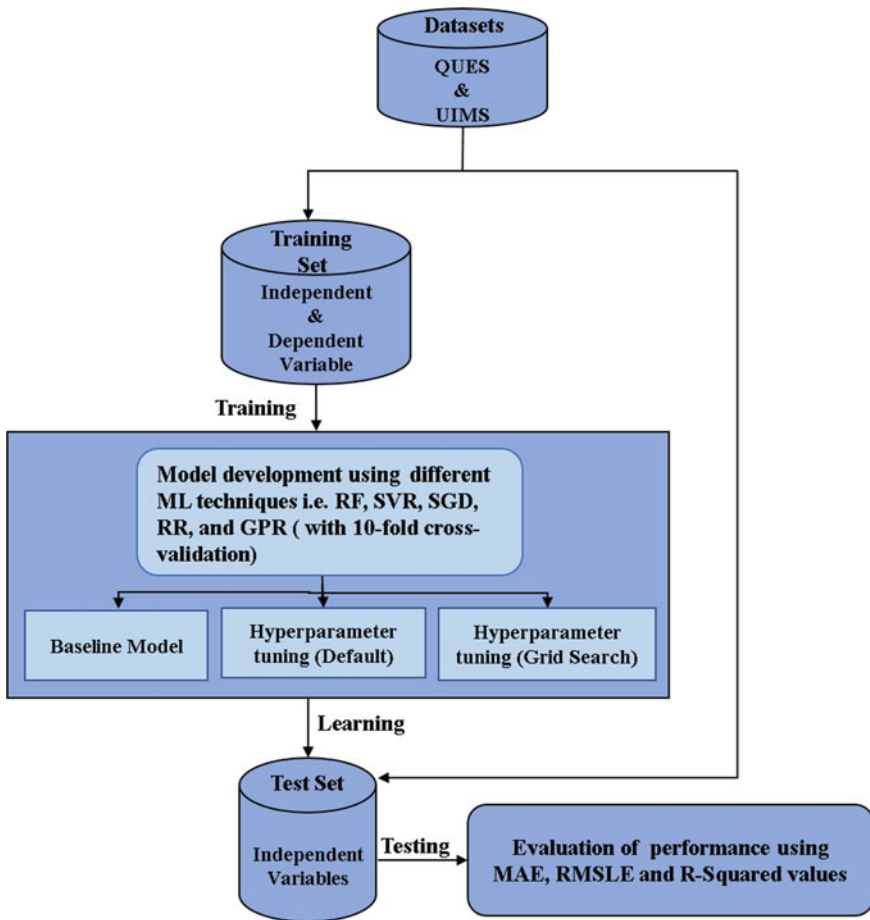 Datasets
QUES
&
UIMS
Training
Set
Independent
&
Dependent
Variable
Training
Model development using different
ML techniques i.e. RF, SVR, SGD,
RR, and GPR ( with 10-fold cross-
validation)
Baseline Model
Hyperparameter
tuning (Default)
Hyperparameter
tuning (Grid Search)
Learning
Test Set
Independent
Variables
Testing
Evaluation of performance using
MAE, RMSLE and R-Squared values